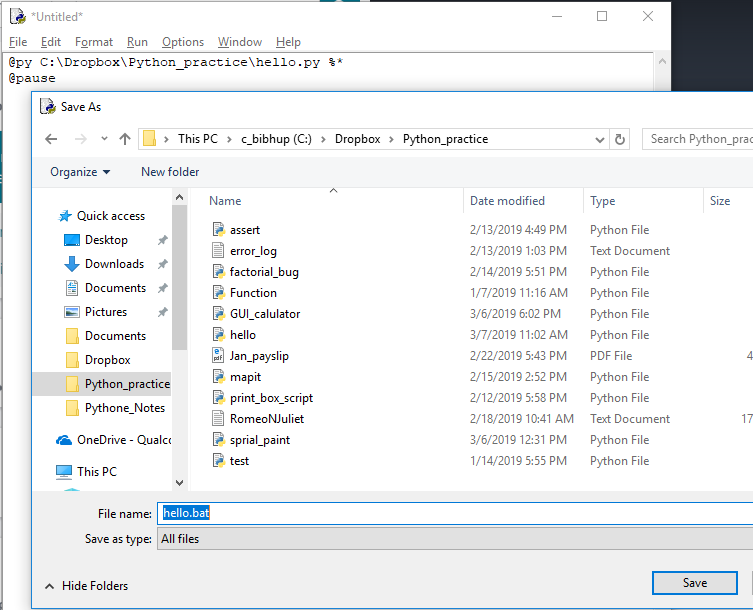 *Untitled*
File Edit Format Run Options Window Help
@py C:\Dropbox\Python_practice\hello.py %*
@pause
Save As
This PC > c_bibhup (C:) > Dropbox > Python_practice
Search Python_prac
Organize New folder
Name Date modified Type Size
Quick access
Desktop
Downloads
Documents
Pictures
Documents
Dropbox
Python_practice
Pythone_Notes
OneDrive - Qualco
This PC
assert 2/13/2019 4:49 PM Python File
error_log 2/13/2019 1:03 PM Text Document
factorial_bug 2/14/2019 5:51 PM Python File
Function 1/7/2019 11:16 AM Python File
GUI_calulator 3/6/2019 6:02 PM Python File
hello 3/7/2019 11:02 AM Python File
Jan_payslip 2/22/2019 5:43 PM PDF File 4
mapit 2/15/2019 2:52 PM Python File
print_box_script 2/12/2019 5:58 PM Python File
RomeoNJuliet 2/18/2019 10:41 AM Text Document 17
sprial_paint 3/6/2019 12:31 PM Python File
test 1/14/2019 5:55 PM Python File
File name: hello.bat
Save as type: All files
Hide Folders
Save